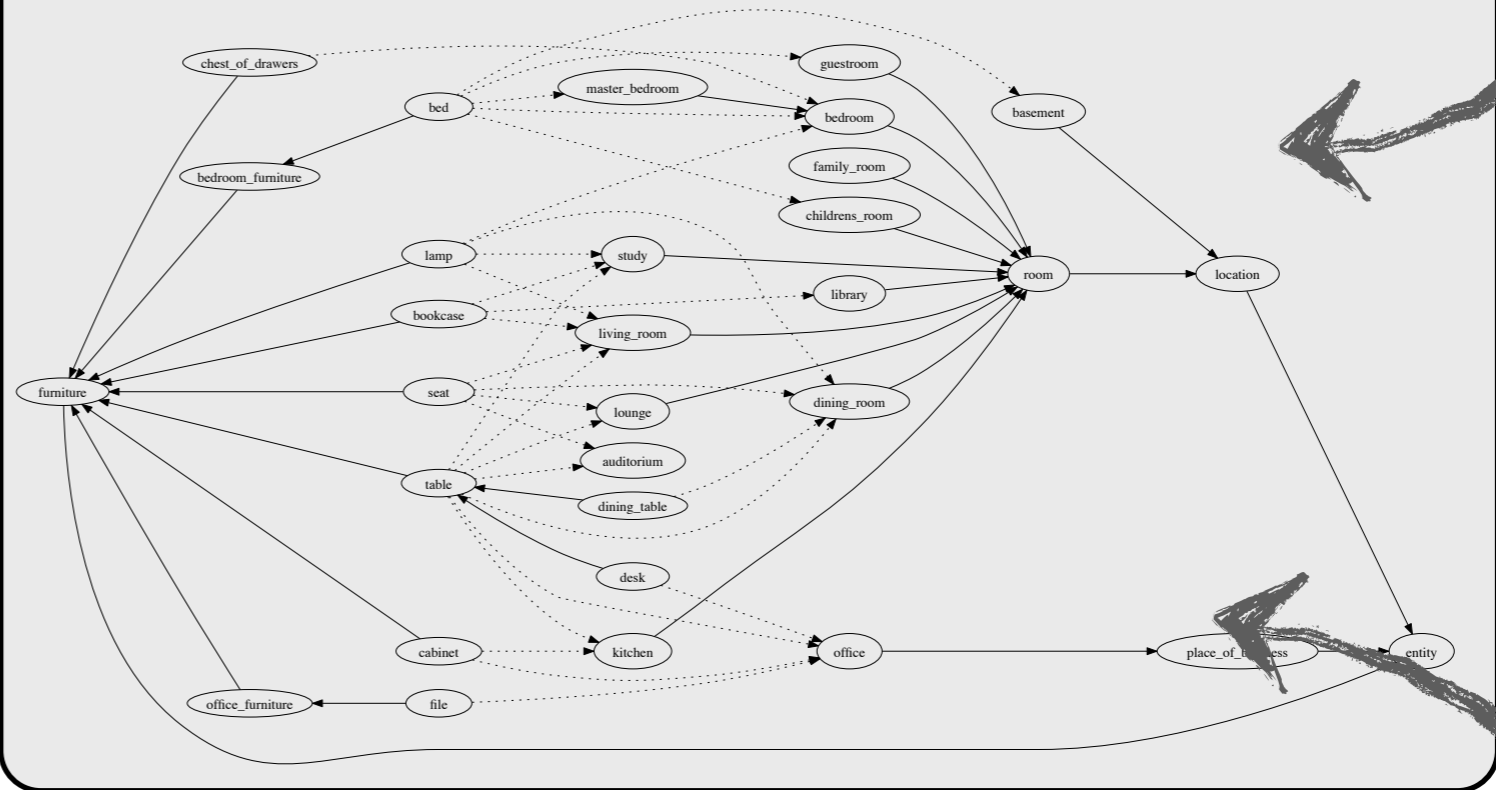 chest_of_drawers
guestroom
master_bedroom
bed
basement
bedroom
family_room
bedroom_furniture
childrens_room
lamp
study
room
location
library
bookcase
living_room
furniture
seat
dining_room
lounge
auditorium
table
dining_table
desk
cabinet
kitchen
office
place_of_business
entity
office_furniture
file